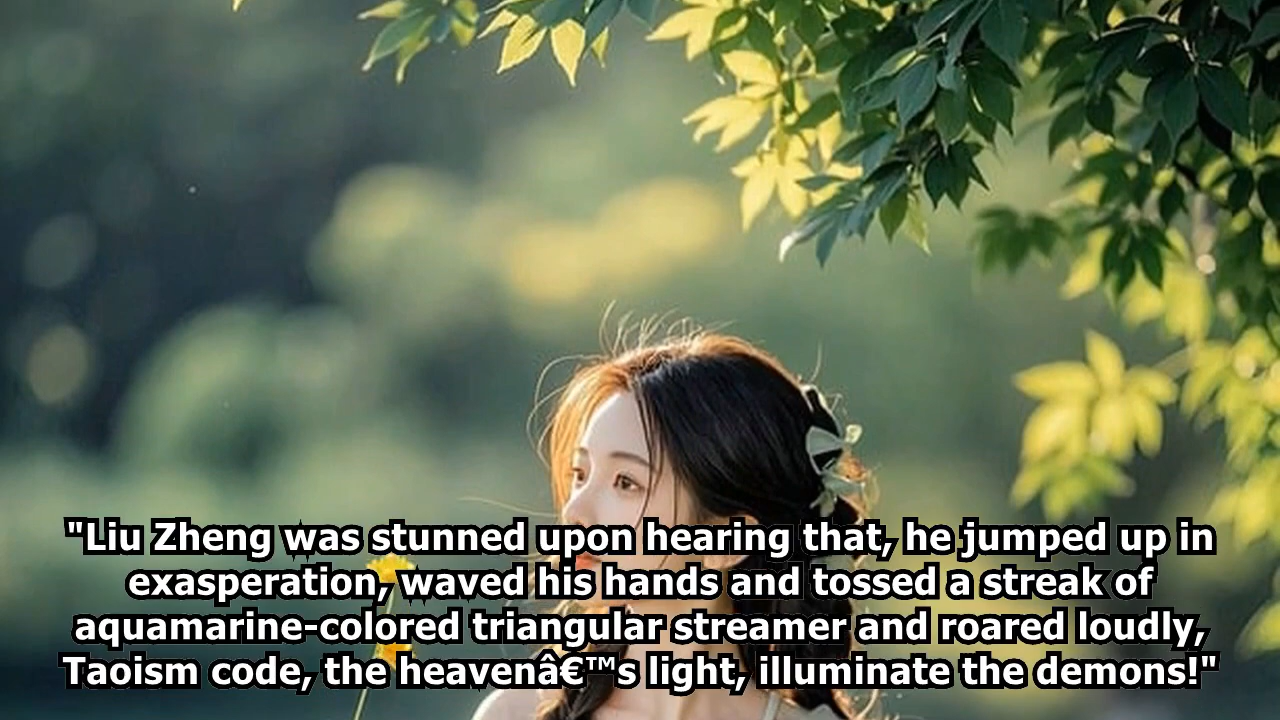 "Liu Zheng was stunned upon hearing that, he jumped up in
exasperation, waved his hands and tossed a streak of
aquamarine-colored triangular streamer and roared loudly,
Taoism code, the heavenâ€™s light, illuminate the demons!"